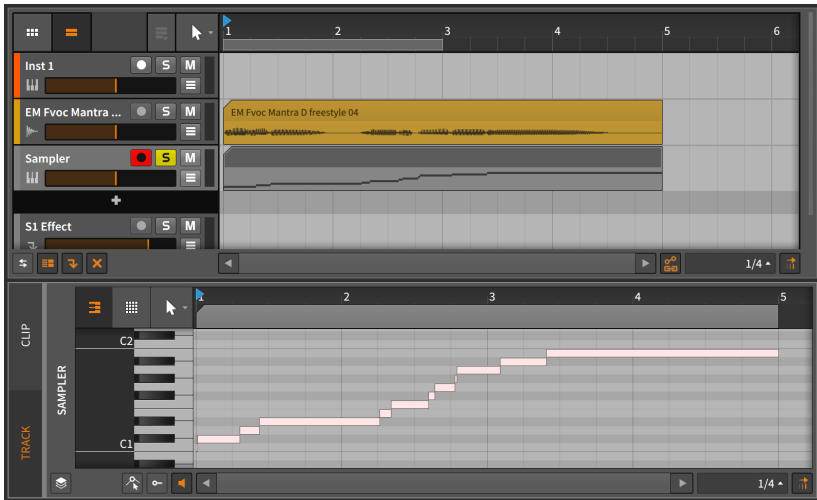 1 2 3 4 5 6
Inst 1 S M
EM Fvoc Mantra ... S M
EM Fvoc Mantra D freestyle 04
Sampler S M
+
S1 Effect S M
1/4
CLIP
TRACK
SAMPLER
1 2 3 4 5
C2
C1
1/4